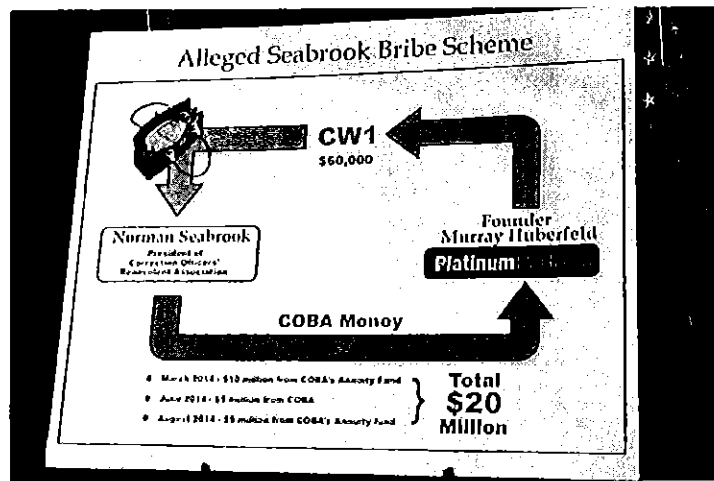 Alleged Seabrook Bribe Scheme
CW1
$60,000
Founder
Murray Huberfeld
Platinum
Norman Seabrook
President of
Correction Officers'
Benevolent Association
COBA Money
March 2014 - $10 million from COBA's Annuity Fund
June 2014 - $5 million from COBA
August 2014 - $5 million from COBA's Annuity Fund
Total
$20
Million